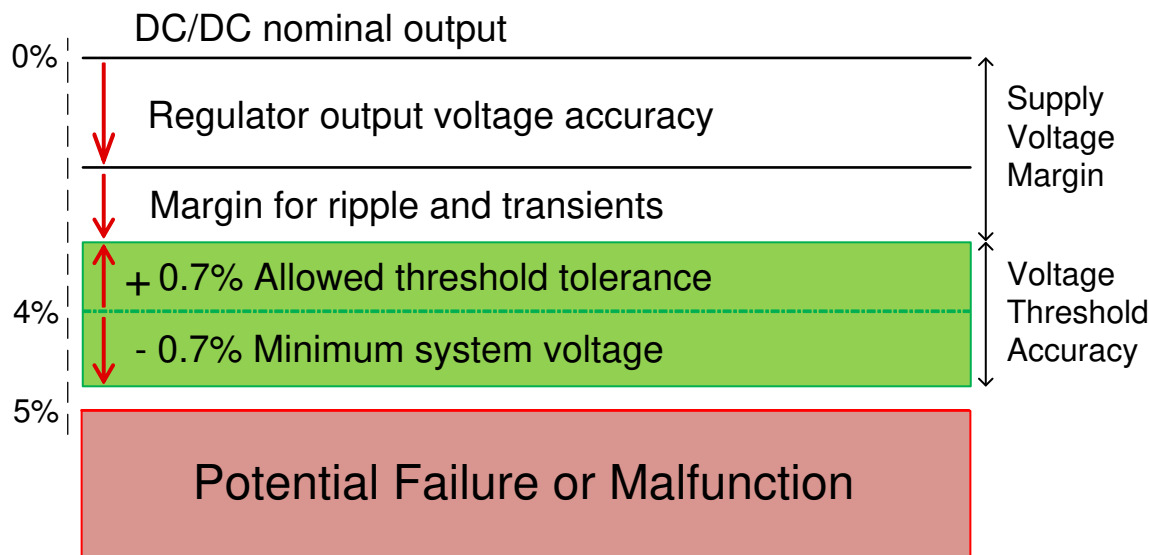 DC/DC nominal output
0%
Regulator output voltage accuracy
Supply
Voltage
Margin
Margin for ripple and transients
+ 0.7% Allowed threshold tolerance
4%
- 0.7% Minimum system voltage
Voltage
Threshold
Accuracy
5%
Potential Failure or Malfunction